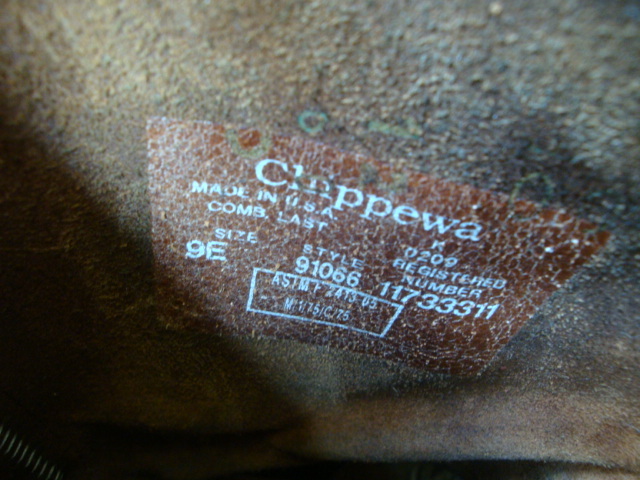 Chippewa
MADE IN U.S.A
COMB. LAST
K
0209
SIZE STYLE REGISTERED
NUMBER
9E 91066 11733311
ASTM F 2413-05
M/I/75/C/75